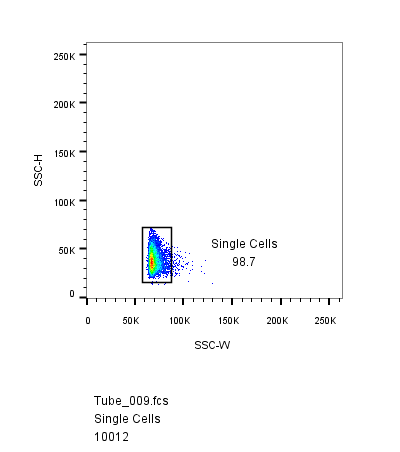 250K
200K
150K
SSC-H
100K
50K
0
Single Cells
98.7
0 50K 100K 150K 200K 250K
SSC-W
Tube_009.fcs
Single Cells
10012